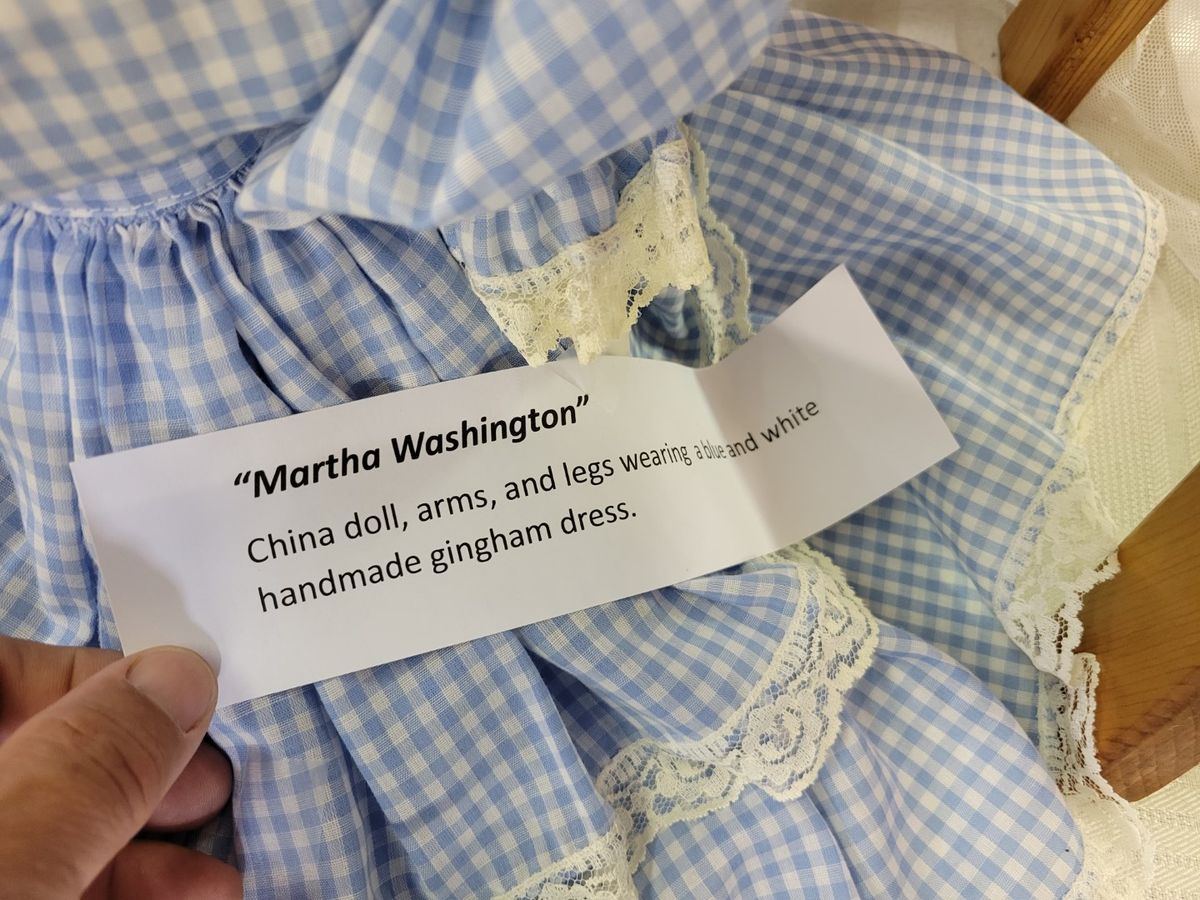 “Martha Washington”
China doll, arms, and legs wearing a blue and white
handmade gingham dress.